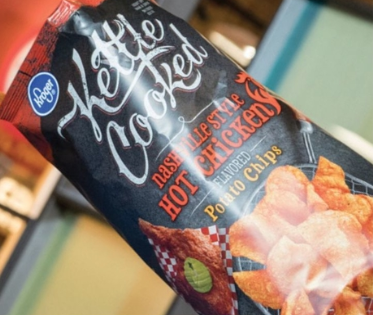 Kroger
Kettle
Cooked
nashville-style
HOT CHICKEN
FLAVORED
Potato Chips